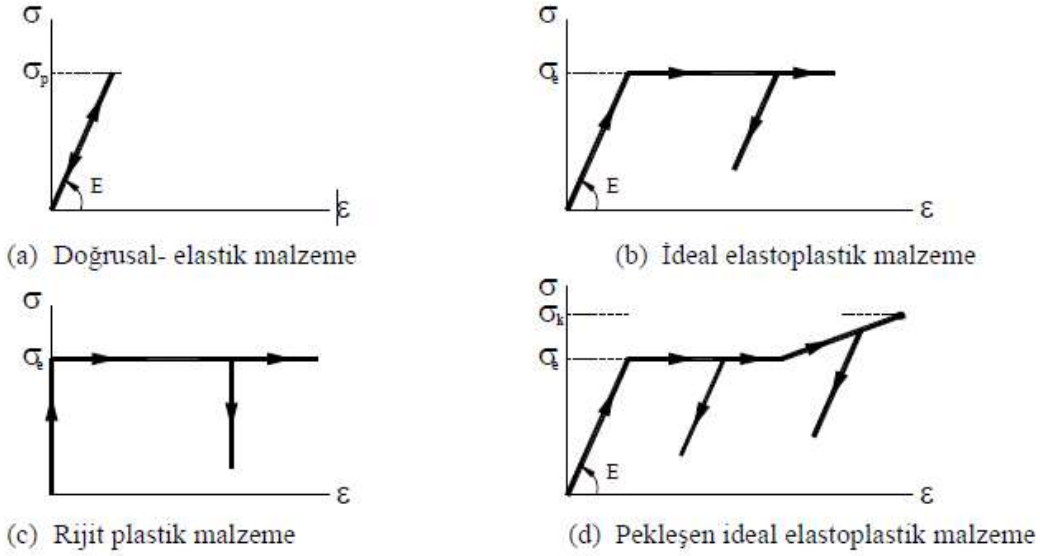 σ
σp
E
ε
(a) Doğrusal- elastik malzeme
σ
σe
E
ε
(b) İdeal elastoplastik malzeme
σ
σe
ε
(c) Rijit plastik malzeme
σ
σk
σe
E
ε
(d) Pekleşen ideal elastoplastik malzeme